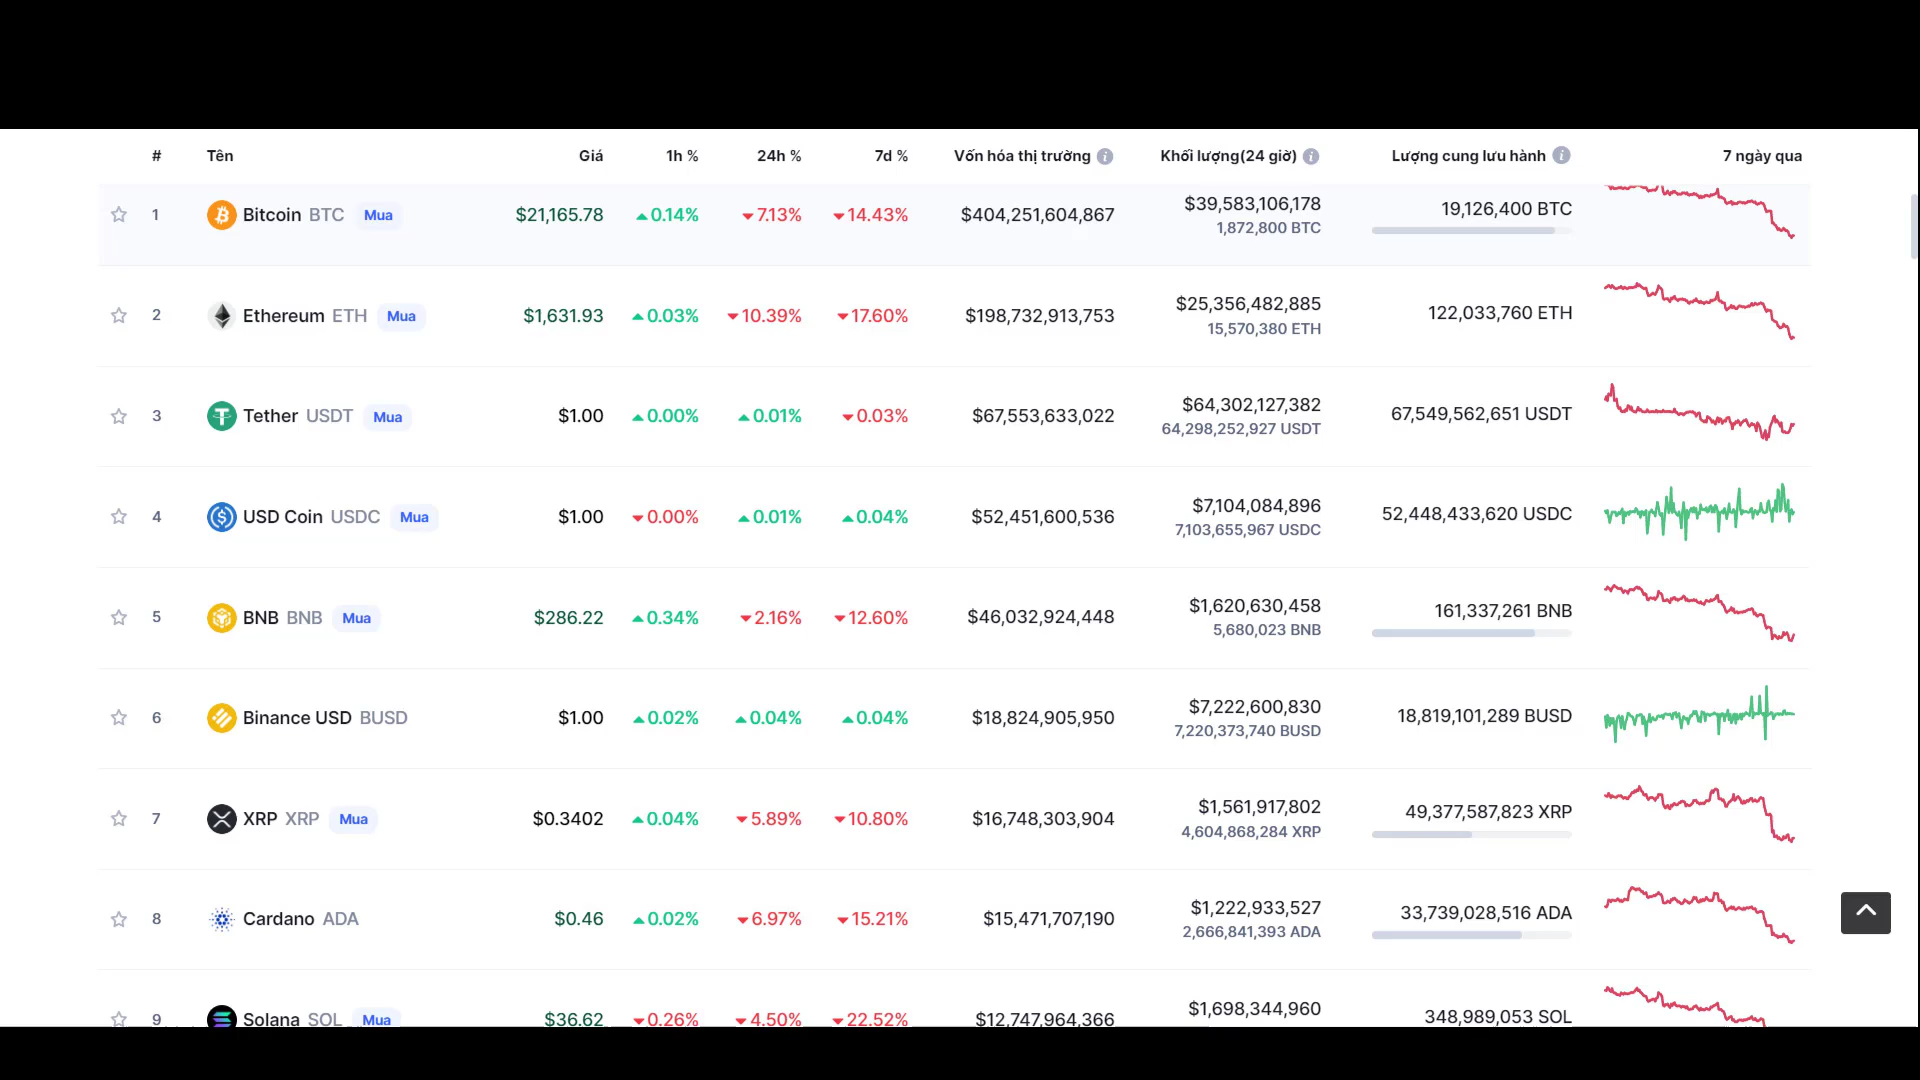 # Tên Giá 1h % 24h % 7d % Vốn hóa thị trường Khối lượng(24 giờ) Lượng cung lưu hành 7 ngày qua
1 Bitcoin BTC Mua $21,165.78 0.14% 7.13% 14.43% $404,251,604,867 $39,583,106,178 19,126,400 BTC
1,872,800 BTC
2 Ethereum ETH Mua $1,631.93 0.03% 10.39% 17.60% $198,732,913,753 $25,356,482,885 122,033,760 ETH
15,570,380 ETH
3 Tether USDT Mua $1.00 0.00% 0.01% 0.03% $67,553,633,022 $64,302,127,382 67,549,562,651 USDT
64,298,252,927 USDT
4 USD Coin USDC Mua $1.00 0.00% 0.01% 0.04% $52,451,600,536 $7,104,084,896 52,448,433,620 USDC
7,103,655,967 USDC
5 BNB BNB Mua $286.22 0.34% 2.16% 12.60% $46,032,924,448 $1,620,630,458 161,337,261 BNB
5,680,023 BNB
6 Binance USD BUSD $1.00 0.02% 0.04% 0.04% $18,824,905,950 $7,222,600,830 18,819,101,289 BUSD
7,220,373,740 BUSD
7 XRP XRP Mua $0.3402 0.04% 5.89% 10.80% $16,748,303,904 $1,561,917,802 49,377,587,823 XRP
4,604,868,284 XRP
8 Cardano ADA $0.46 0.02% 6.97% 15.21% $15,471,707,190 $1,222,933,527 33,739,028,516 ADA
2,666,841,393 ADA
9 Solana SOL Mua $36.62 0.26% 4.50% 22.52% $12,747,964,366 $1,698,344,960 348,989,053 SOL